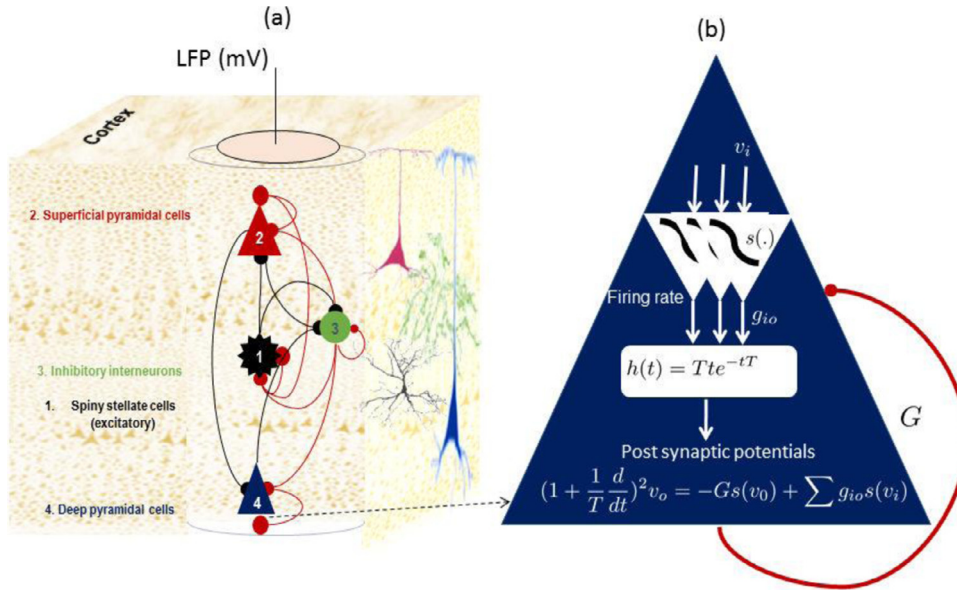 (a)
LFP (mV)
Cortex
2. Superficial pyramidal cells
2
3
1
3. Inhibitory interneurons
1. Spiny stellate cells
(excitatory)
4. Deep pyramidal cells
4
(b)
v_i
s(.)
Firing rate
g_{io}
h(t) = Tte^{-tT}
G
Post synaptic potentials
(1 + \frac{1}{T}\frac{d}{dt})^2 v_o = -Gs(v_0) + \sum g_{io}s(v_i)